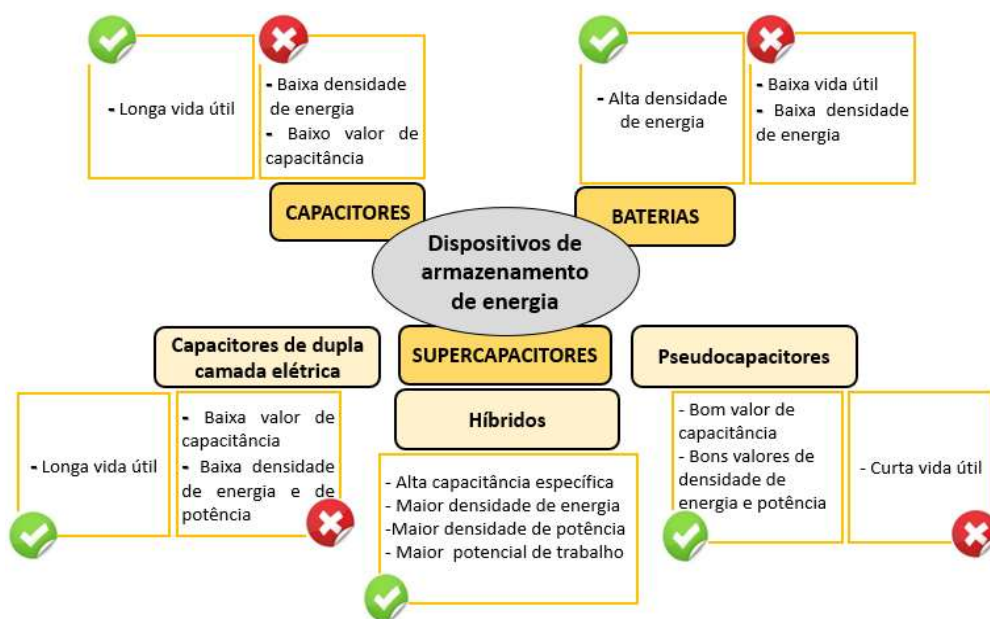 - Longa vida útil
- Baixa densidade
de energia
- Baixo valor de
capacitância
CAPACITORES
- Alta densidade
de energia
- Baixa vida útil
- Baixa densidade
de energia
BATERIAS
Dispositivos de
armazenamento
de energia
Capacitores de dupla
camada elétrica
- Longa vida útil
- Baixa valor de
capacitância
- Baixa densidade
de energia e de
potência
SUPERCAPACITORES
Híbridos
- Alta capacitância específica
- Maior densidade de energia
-Maior densidade de potência
- Maior potencial de trabalho
Pseudocapacitores
- Bom valor de
capacitância
- Bons valores de
densidade de
energia e potência
- Curta vida útil